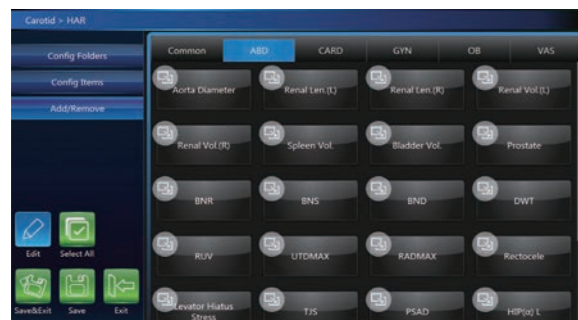 Carotid > HAR
Config Folders
Config Items
Add/Remove
Edit
Select All
Save&Exit
Save
Exit
Common
ABD
CARD
GYN
OB
VAS
Aorta Diameter
Renal Len.(L)
Renal Len.(R)
Renal Vol.(L)
Renal Vol.(R)
Spleen Vol.
Bladder Vol.
Prostate
BNR
BNS
BND
DWT
RUV
UTDMAX
RADMAX
Rectocele
Levator Hiatus
Stress
TJS
PSAD
HIP(α) L